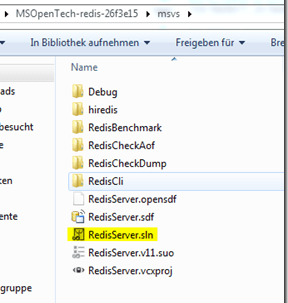 MSOpenTech-redis-26f3e15 ▸ msvs
In Bibliothek aufnehmen ▾ Freigeben für ▾ Bre
Name
Debug
hiredis
RedisBenchmark
RedisCheckAof
RedisCheckDump
RedisCli
RedisServer.opensdf
RedisServer.sdf
RedisServer.sln
RedisServer.v11.suo
RedisServer.vcxproj
ads
besucht
e
ten
ente
gruppe